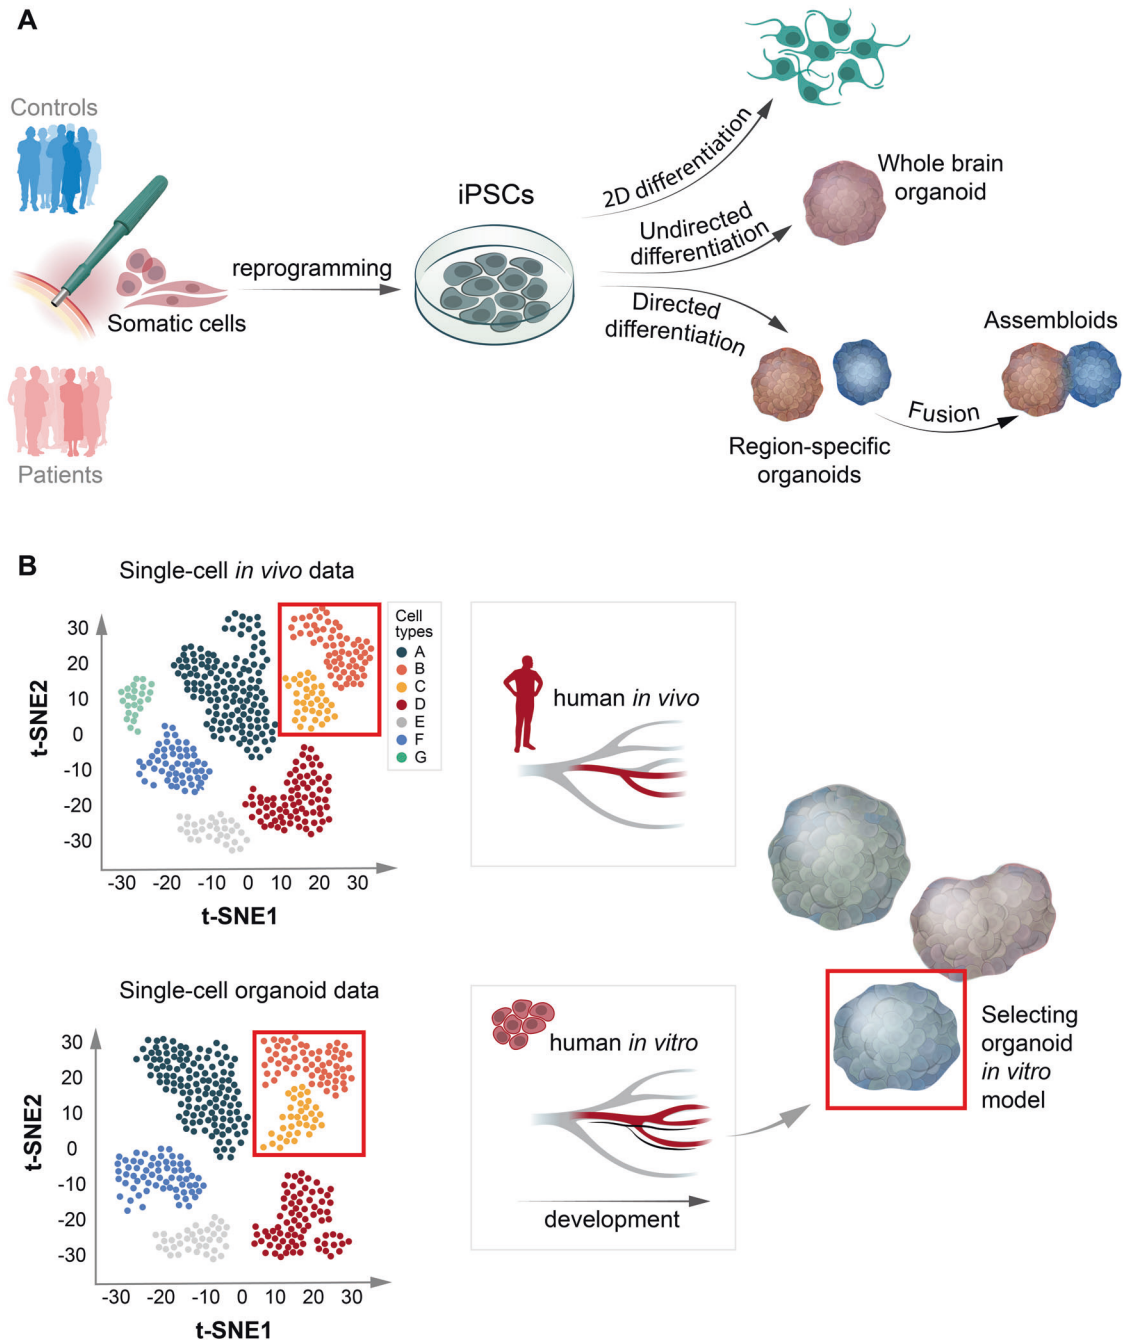 A
Controls
Somatic cells
Patients
reprogramming
iPSCs
2D differentiation
Undirected
differentiation
Directed
differentiation
Whole brain
organoid
Region-specific
organoids
Fusion
Assembloids
B
Single-cell in vivo data
t-SNE2
30
20
10
0
-10
-20
-30
-30 -20 -10 0 10 20 30
t-SNE1
Cell
types
A
B
C
D
E
F
G
human in vivo
Single-cell organoid data
t-SNE2
30
20
10
0
-10
-20
-30
-30 -20 -10 0 10 20 30
t-SNE1
human in vitro
development
Selecting
organoid
in vitro
model